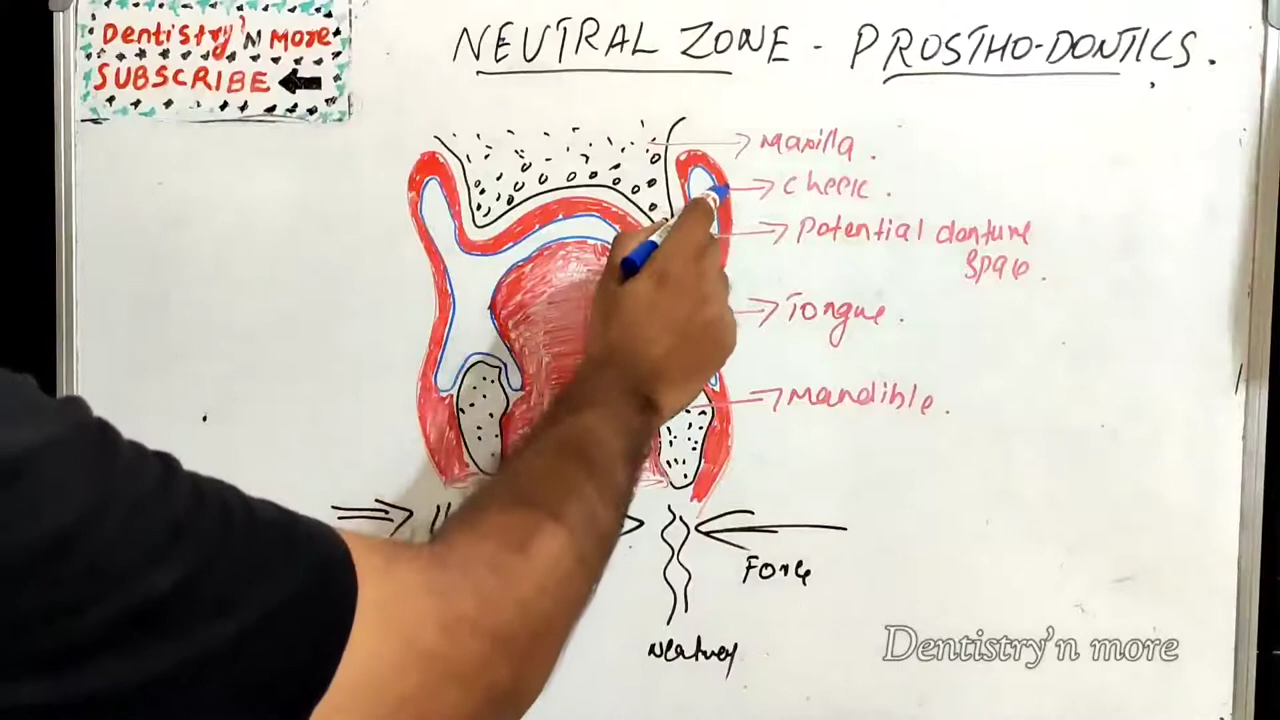 Dentistry'N More
SUBSCRIBE
NEUTRAL ZONE - PROSTHO-DONTICS.
Maxilla.
Cheek.
Potential denture
Space.
Tongue.
Mandible.
Force
Neutral
Dentistry'n more